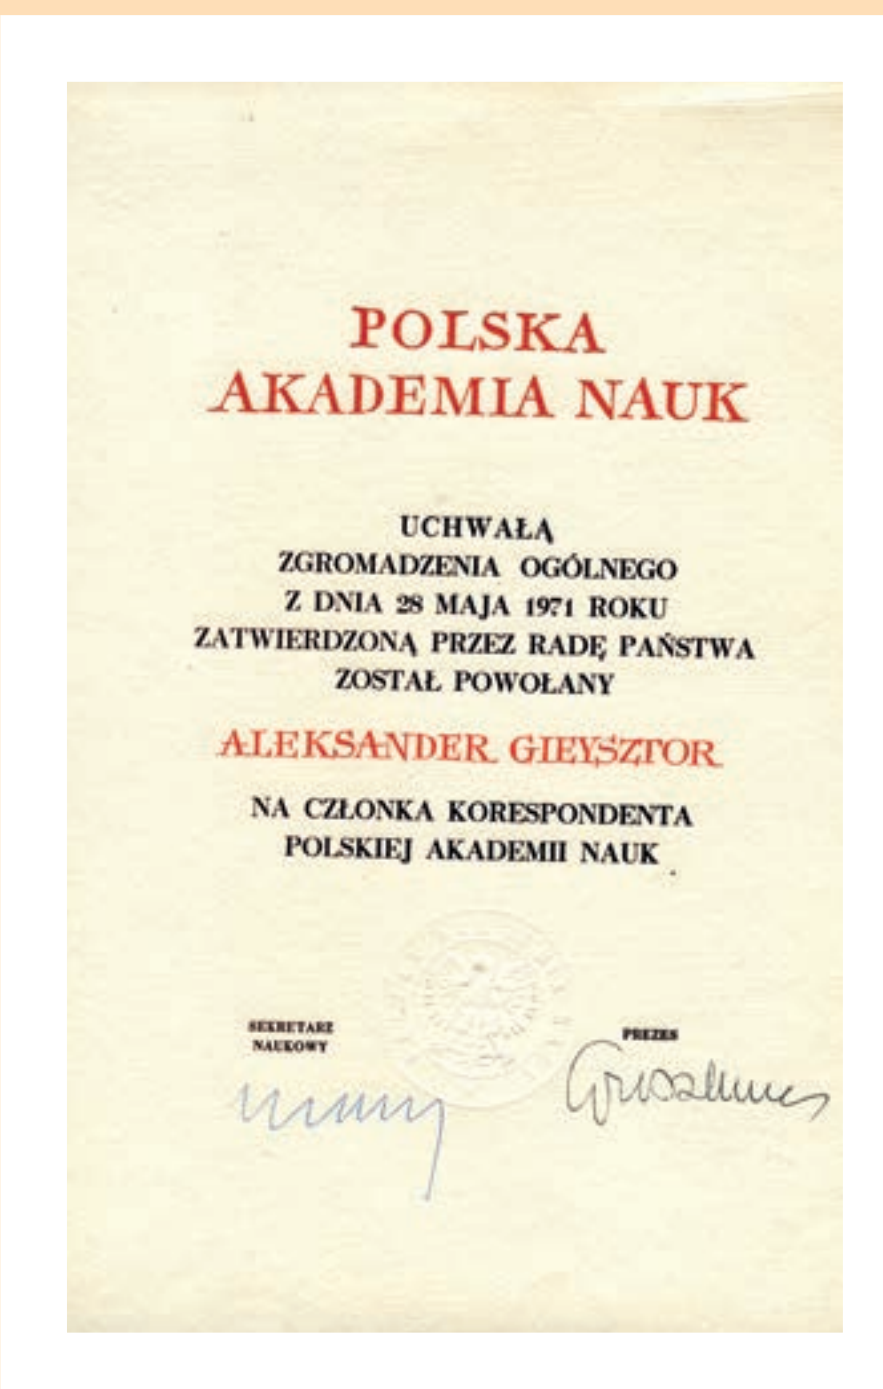 POLSKA
AKADEMIA NAUK
UCHWAŁĄ
ZGROMADZENIA OGÓLNEGO
Z DNIA 28 MAJA 1971 ROKU
ZATWIERDZONĄ PRZEZ RADĘ PAŃSTWA
ZOSTAŁ POWOŁANY
ALEKSANDER GIEYSZTOR
NA CZŁONKA KORESPONDENTA
POLSKIEJ AKADEMII NAUK
SEKRETARZ
NAUKOWY
PREZES